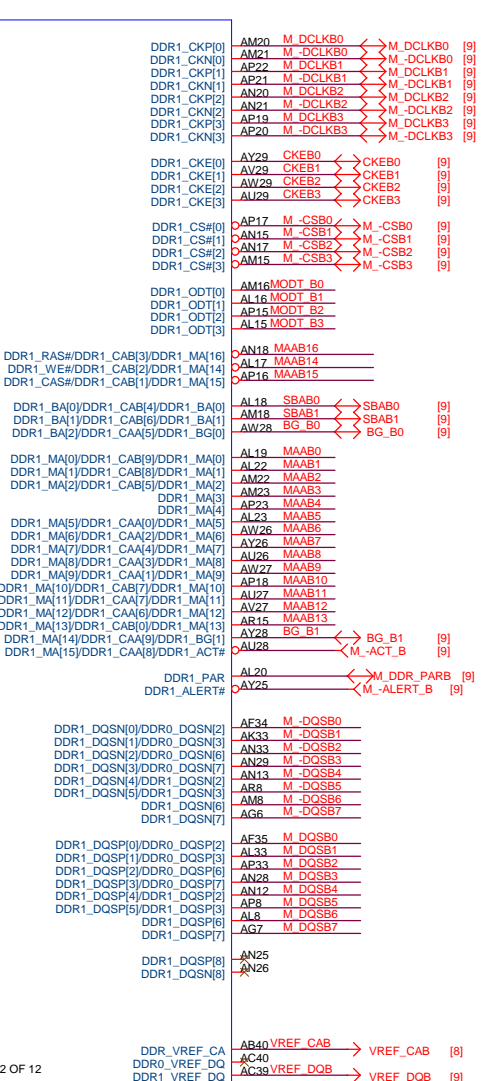 DDR1_CKP[0] AM20 M_DCLKB0 M_DCLKB0 [9]
DDR1_CKN[0] AM21 M_-DCLKB0 M_-DCLKB0 [9]
DDR1_CKP[1] AP22 M_DCLKB1 M_DCLKB1 [9]
DDR1_CKN[1] AP21 M_-DCLKB1 M_-DCLKB1 [9]
DDR1_CKP[2] AN20 M_DCLKB2 M_DCLKB2 [9]
DDR1_CKN[2] AN21 M_-DCLKB2 M_-DCLKB2 [9]
DDR1_CKP[3] AP19 M_DCLKB3 M_DCLKB3 [9]
DDR1_CKN[3] AP20 M_-DCLKB3 M_-DCLKB3 [9]
DDR1_CKE[0] AY29 CKEB0 CKEB0 [9]
DDR1_CKE[1] AV29 CKEB1 CKEB1 [9]
DDR1_CKE[2] AW29 CKEB2 CKEB2 [9]
DDR1_CKE[3] AU29 CKEB3 CKEB3 [9]
DDR1_CS#[0] AP17 M_-CSB0 M_-CSB0 [9]
DDR1_CS#[1] AN15 M_-CSB1 M_-CSB1 [9]
DDR1_CS#[2] AN17 M_-CSB2 M_-CSB2 [9]
DDR1_CS#[3] AM15 M_-CSB3 M_-CSB3 [9]
DDR1_ODT[0] AM16 MODT_B0
DDR1_ODT[1] AL16 MODT_B1
DDR1_ODT[2] AP15 MODT_B2
DDR1_ODT[3] AL15 MODT_B3
DDR1_RAS#/DDR1_CAB[3]/DDR1_MA[16] AN18 MAAB16
DDR1_WE#/DDR1_CAB[2]/DDR1_MA[14] AL17 MAAB14
DDR1_CAS#/DDR1_CAB[1]/DDR1_MA[15] AP16 MAAB15
DDR1_BA[0]/DDR1_CAB[4]/DDR1_BA[0] AL18 SBAB0 SBAB0 [9]
DDR1_BA[1]/DDR1_CAB[6]/DDR1_BA[1] AM18 SBAB1 SBAB1 [9]
DDR1_BA[2]/DDR1_CAA[5]/DDR1_BG[0] AW28 BG_B0 BG_B0 [9]
DDR1_MA[0]/DDR1_CAB[9]/DDR1_MA[0] AL19 MAAB0
DDR1_MA[1]/DDR1_CAB[8]/DDR1_MA[1] AL22 MAAB1
DDR1_MA[2]/DDR1_CAB[5]/DDR1_MA[2] AM22 MAAB2
DDR1_MA[3] AM23 MAAB3
DDR1_MA[4] AP23 MAAB4
DDR1_MA[5]/DDR1_CAA[0]/DDR1_MA[5] AL23 MAAB5
DDR1_MA[6]/DDR1_CAA[2]/DDR1_MA[6] AW26 MAAB6
DDR1_MA[7]/DDR1_CAA[4]/DDR1_MA[7] AY26 MAAB7
DDR1_MA[8]/DDR1_CAA[3]/DDR1_MA[8] AU26 MAAB8
DDR1_MA[9]/DDR1_CAA[1]/DDR1_MA[9] AW27 MAAB9
DDR1_MA[10]/DDR1_CAB[7]/DDR1_MA[10] AP18 MAAB10
DDR1_MA[11]/DDR1_CAA[7]/DDR1_MA[11] AU27 MAAB11
DDR1_MA[12]/DDR1_CAA[6]/DDR1_MA[12] AV27 MAAB12
DDR1_MA[13]/DDR1_CAB[0]/DDR1_MA[13] AR15 MAAB13
DDR1_MA[14]/DDR1_CAA[9]/DDR1_BG[1] AY28 BG_B1 BG_B1 [9]
DDR1_MA[15]/DDR1_CAA[8]/DDR1_ACT# AU28 M_-ACT_B [9]
DDR1_PAR AL20 M_DDR_PARB [9]
DDR1_ALERT# AY25 M_-ALERT_B [9]
DDR1_DQSN[0]/DDR0_DQSN[2] AF34 M_-DQSB0
DDR1_DQSN[1]/DDR0_DQSN[3] AK33 M_-DQSB1
DDR1_DQSN[2]/DDR0_DQSN[6] AN33 M_-DQSB2
DDR1_DQSN[3]/DDR0_DQSN[7] AN29 M_-DQSB3
DDR1_DQSN[4]/DDR1_DQSN[2] AN13 M_-DQSB4
DDR1_DQSN[5]/DDR1_DQSN[3] AR8 M_-DQSB5
DDR1_DQSN[6] AM8 M_-DQSB6
DDR1_DQSN[7] AG6 M_-DQSB7
DDR1_DQSP[0]/DDR0_DQSP[2] AF35 M_DQSB0
DDR1_DQSP[1]/DDR0_DQSP[3] AL33 M_DQSB1
DDR1_DQSP[2]/DDR0_DQSP[6] AP33 M_DQSB2
DDR1_DQSP[3]/DDR0_DQSP[7] AN28 M_DQSB3
DDR1_DQSP[4]/DDR1_DQSP[2] AN12 M_DQSB4
DDR1_DQSP[5]/DDR1_DQSP[3] AP8 M_DQSB5
DDR1_DQSP[6] AL8 M_DQSB6
DDR1_DQSP[7] AG7 M_DQSB7
DDR1_DQSP[8] AN25
DDR1_DQSN[8] AN26
DDR_VREF_CA AB40 VREF_CAB VREF_CAB [8]
2 OF 12 DDR0_VREF_DQ AC40
DDR1_VREF_DQ AC39 VREF_DQB VREF_DQB [9]